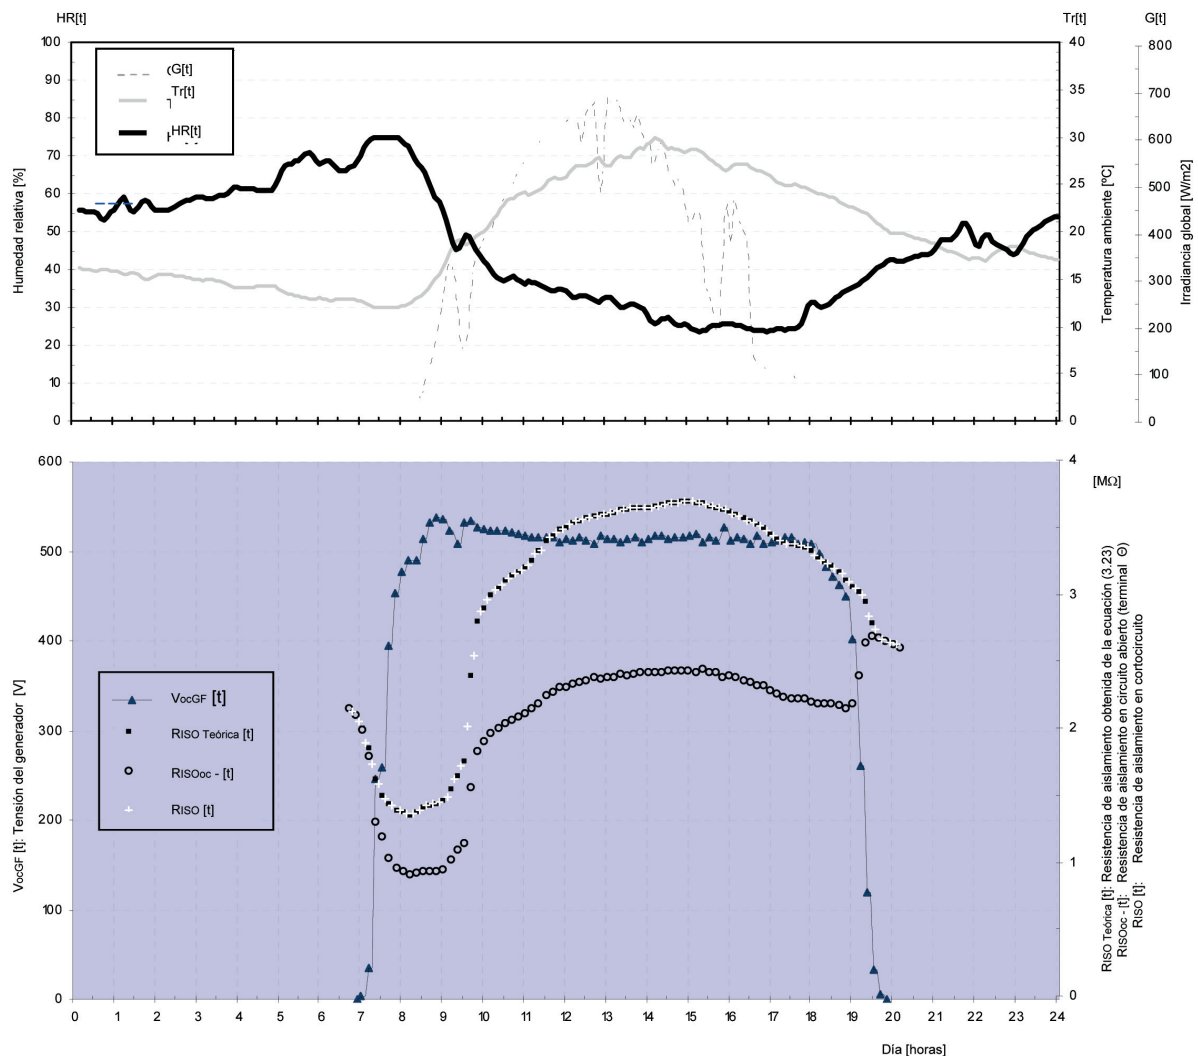 HR[t]
Tr[t]
G[t]
100
90
80
70
60
50
40
30
20
10
0
Humedad relativa [%]
G[t]
Tr[t]
HR[t]
40
35
30
25
20
15
10
5
0
Temperatura ambiente [ºC]
800
700
600
500
400
300
200
100
0
Irradiancia global [W/m2]
600
500
400
300
200
100
0
VocGF [t]: Tensión del generador [V]
VocGF [t]
RISO Teórica [t]
RISOoc - [t]
RISO [t]
4
3
2
1
0
[MΩ]
RISO Teórica [t]: Resistencia de aislamiento obtenida de la ecuación (3.23)
RISOoc - [t]: Resistencia de aislamiento en circuito abierto (terminal Θ)
RISO [t]: Resistencia de aislamiento en cortocircuito
0 1 2 3 4 5 6 7 8 9 10 11 12 13 14 15 16 17 18 19 20 21 22 23 24
Día [horas]